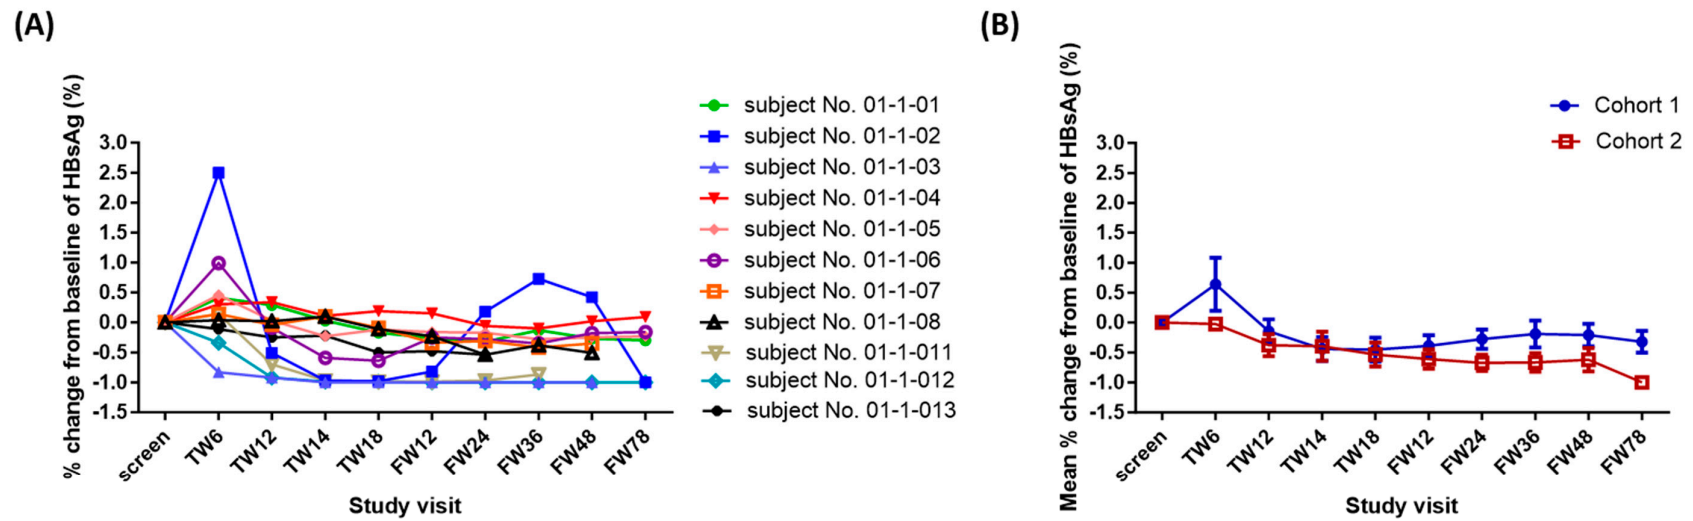 (A)
% change from baseline of HBsAg (%)
3.0
2.5
2.0
1.5
1.0
0.5
0.0
-0.5
-1.0
-1.5
screen
TW6
TW12
TW14
TW18
FW12
FW24
FW36
FW48
FW78
Study visit
subject No. 01-1-01
subject No. 01-1-02
subject No. 01-1-03
subject No. 01-1-04
subject No. 01-1-05
subject No. 01-1-06
subject No. 01-1-07
subject No. 01-1-08
subject No. 01-1-011
subject No. 01-1-012
subject No. 01-1-013
(B)
Mean % change from baseline of HBsAg (%)
3.0
2.5
2.0
1.5
1.0
0.5
0.0
-0.5
-1.0
-1.5
screen
TW6
TW12
TW14
TW18
FW12
FW24
FW36
FW48
FW78
Study visit
Cohort 1
Cohort 2